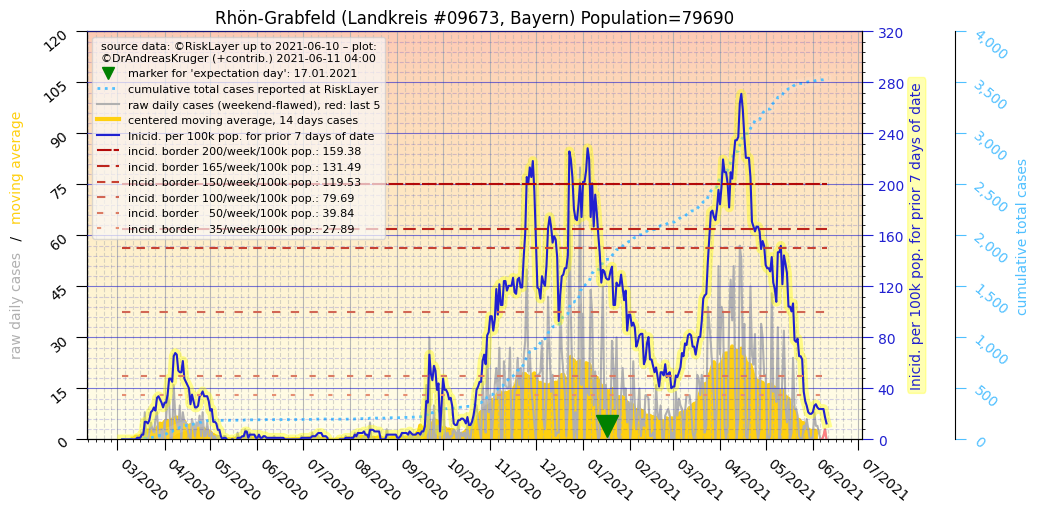 Rhön-Grabfeld (Landkreis #09673, Bayern) Population=79690
source data: ©RiskLayer up to 2021-06-10 – plot:
©DrAndreasKruger (+contrib.) 2021-06-11 04:00
marker for 'expectation day': 17.01.2021
cumulative total cases reported at RiskLayer
raw daily cases (weekend-flawed), red: last 5
centered moving average, 14 days cases
Inicid. per 100k pop. for prior 7 days of date
incid. border 200/week/100k pop.: 159.38
incid. border 165/week/100k pop.: 131.49
incid. border 150/week/100k pop.: 119.53
incid. border 100/week/100k pop.: 79.69
incid. border   50/week/100k pop.: 39.84
incid. border   35/week/100k pop.: 27.89
raw daily cases / moving average
120
105
90
75
60
45
30
15
0
320
280
240
200
160
120
80
40
0
Inicid. per 100k pop. for prior 7 days of date
4,000
3,500
3,000
2,500
2,000
1,500
1,000
500
0
cumulative total cases
03/2020
04/2020
05/2020
06/2020
07/2020
08/2020
09/2020
10/2020
11/2020
12/2020
01/2021
02/2021
03/2021
04/2021
05/2021
06/2021
07/2021